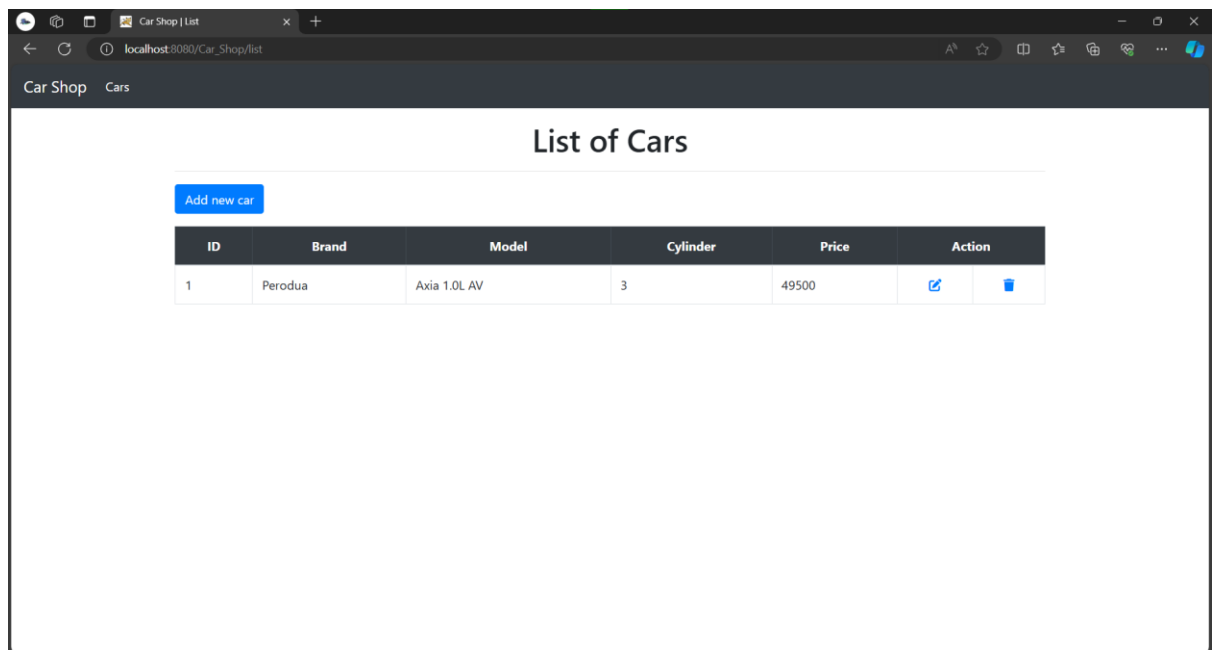 Car Shop | List
localhost:8080/Car_Shop/list
Car Shop Cars
List of Cars
Add new car
ID Brand Model Cylinder Price Action
1 Perodua Axia 1.0L AV 3 49500